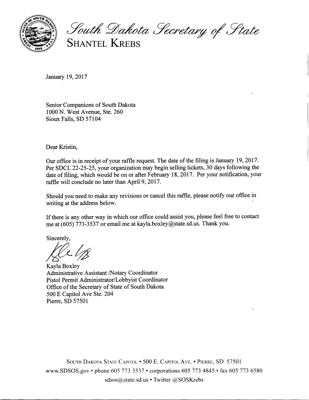 South Dakota Secretary of State
SHANTEL KREBS
January 19, 2017
Senior Companions of South Dakota
1000 N. West Avenue, Ste. 260
Sioux Falls, SD 57104
Dear Kristin,
Our office is in receipt of your raffle request. The date of the filing is January 19, 2017.
Per SDCL 22-25-25, your organization may begin selling tickets, 30 days following the
date of filing, which would be on or after February 18, 2017. Per your notification, your
raffle will conclude no later than April 9, 2017.
Should you need to make any revisions or cancel this raffle, please notify our office in
writing at the address below.
If there is any other way in which our office could assist you, please feel free to contact
me at (605) 773-3537 or email me at kayla.boxley@state.sd.us. Thank you.
Sincerely,
Kayla Boxley
Administrative Assistant /Notary Coordinator
Pistol Permit Administrator/Lobbyist Coordinator
Office of the Secretary of State of South Dakota
500 E Capitol Ave Ste. 204
Pierre, SD 57501
SOUTH DAKOTA STATE CAPITOL • 500 E. CAPITOL AVE. • PIERRE, SD 57501
www.SDSOS.gov • phone 605 773 3537 • corporations 605 773 4845 • fax 605 773 6580
sdsos@state.sd.us • Twitter @SOSKrebs